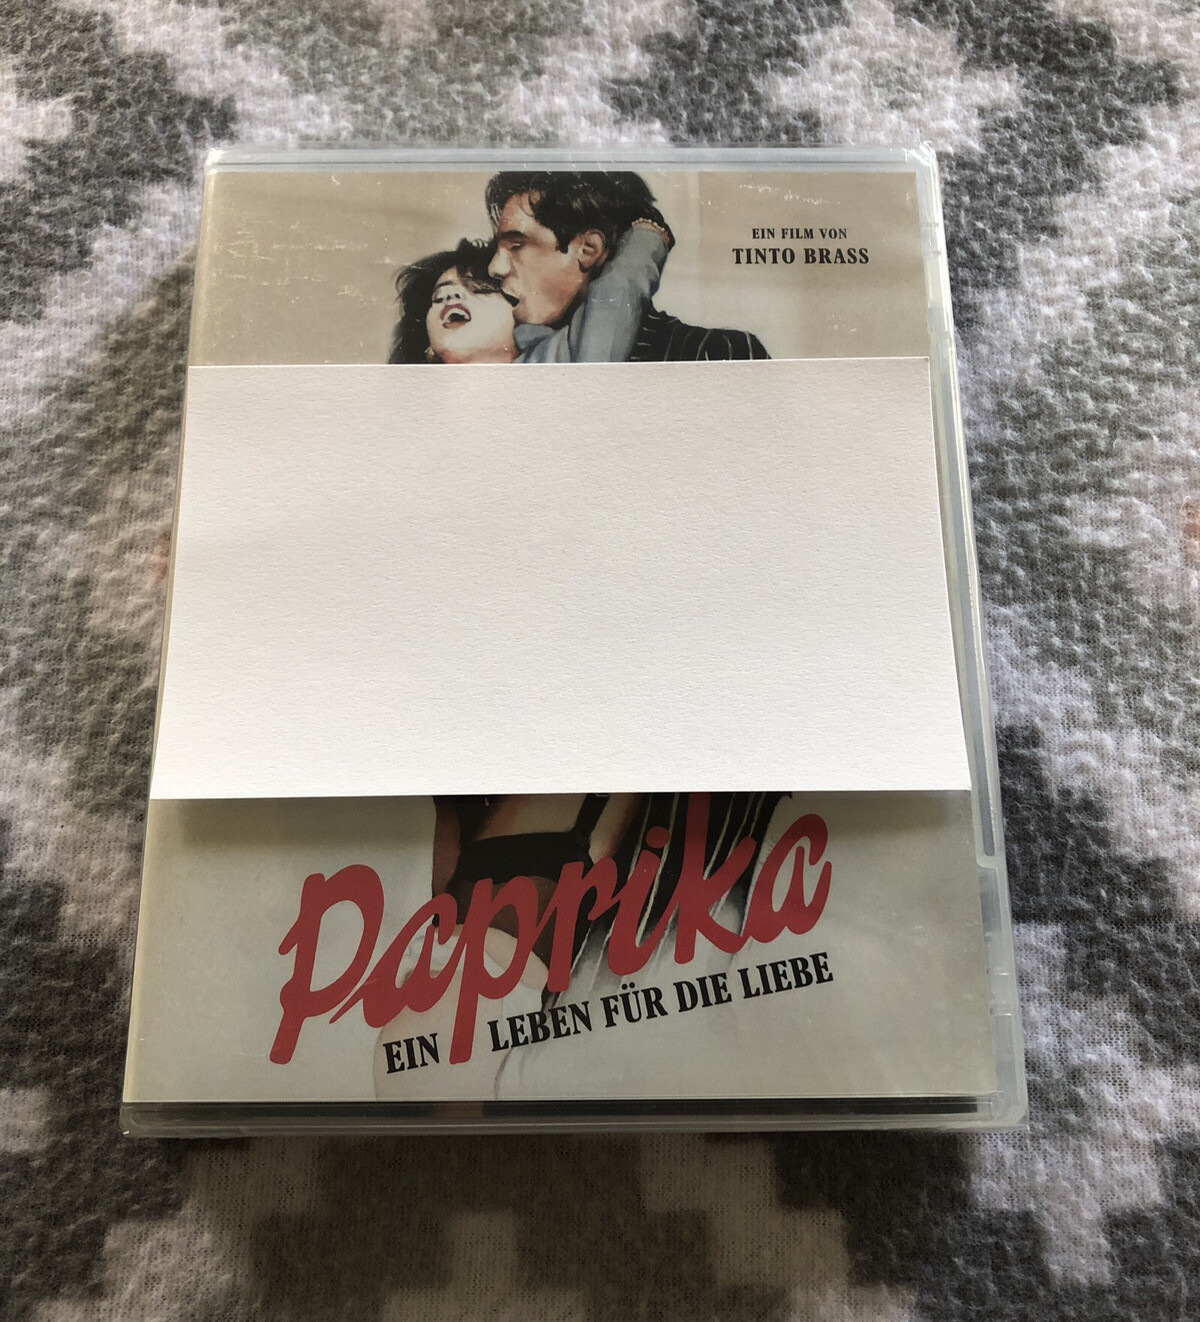 EIN FILM VON
TINTO BRASS
Paprika
EIN LEBEN FÜR DIE LIEBE